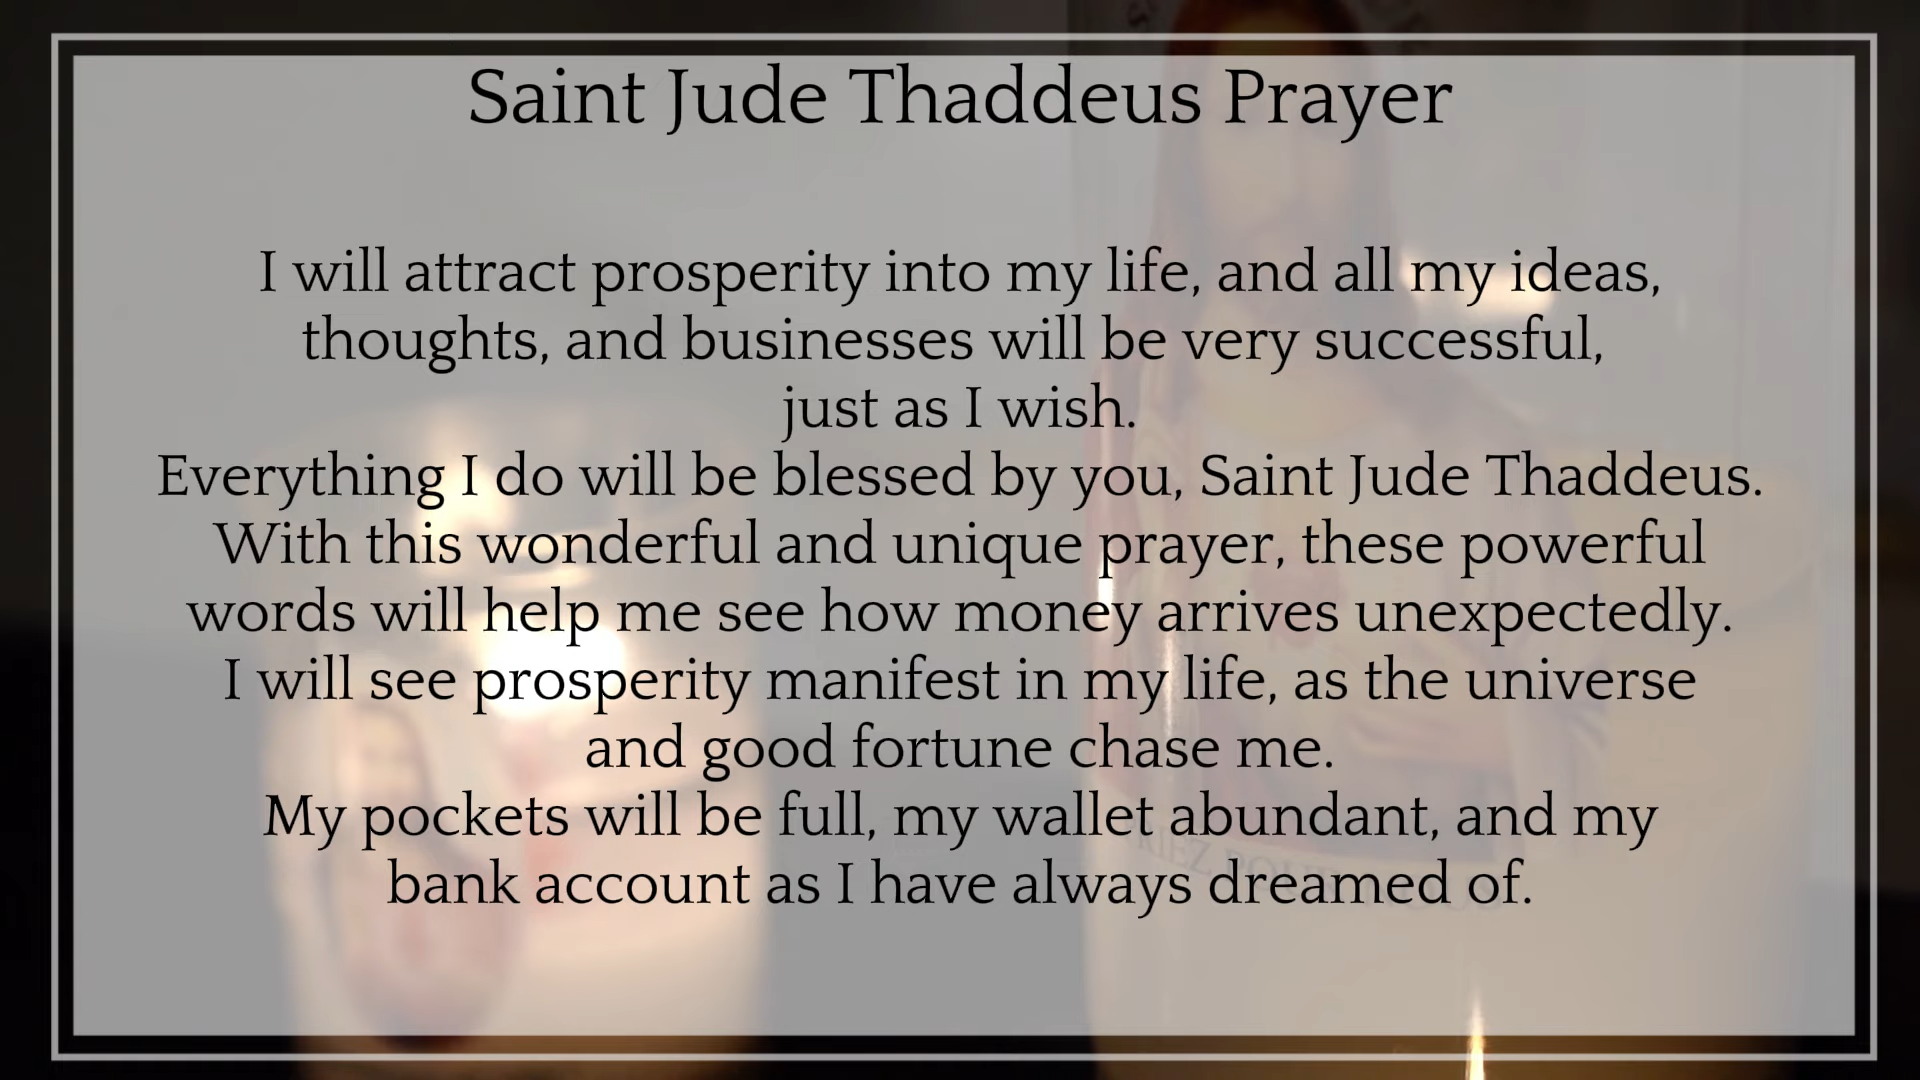 Saint Jude Thaddeus Prayer
I will attract prosperity into my life, and all my ideas,
thoughts, and businesses will be very successful,
just as I wish.
Everything I do will be blessed by you, Saint Jude Thaddeus.
With this wonderful and unique prayer, these powerful
words will help me see how money arrives unexpectedly.
I will see prosperity manifest in my life, as the universe
and good fortune chase me.
My pockets will be full, my wallet abundant, and my
bank account as I have always dreamed of.